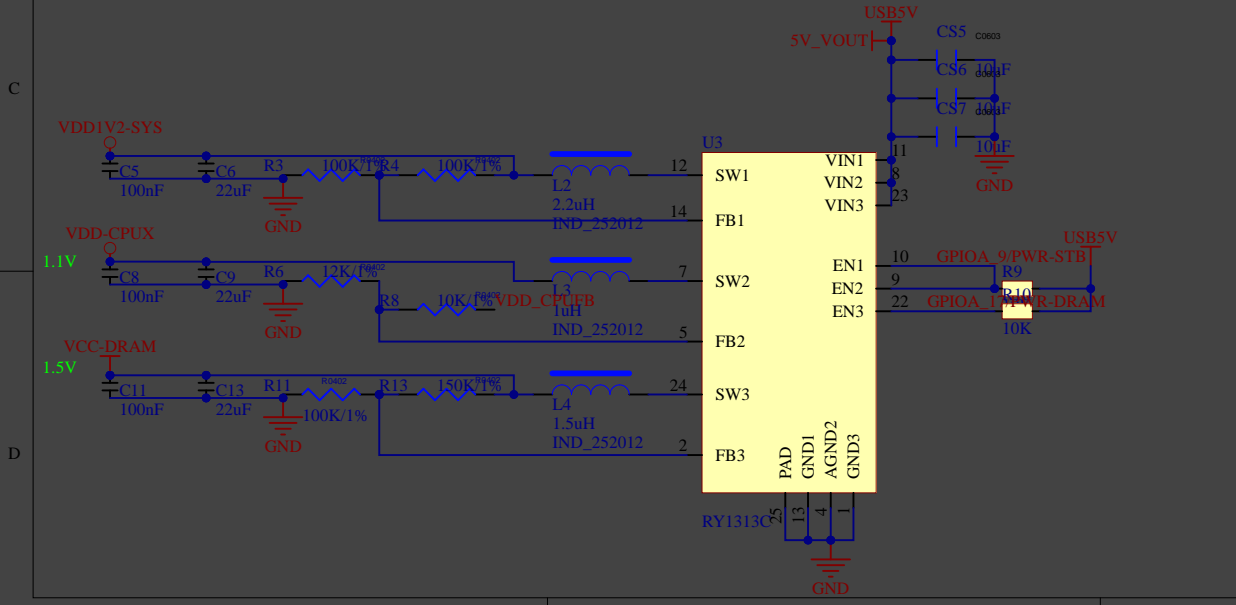 USB5V
5V_VOUT
CS5
C0603
10uF
CS6
10uF
CS7
10uF
GND
C
VDD1V2-SYS
C5
100nF
C6
22uF
R3
100K/1%
R0402
R4
100K/1%
R0402
GND
L2
2.2uH
IND_252012
U3
12
SW1
14
FB1
VIN1
11
VIN2
8
VIN3
23
VDD-CPUX
1.1V
C8
100nF
C9
22uF
R6
12K/1%
R0402
GND
R8
10K/1%
R0402
VDD_CPUFB
L3
1uH
IND_252012
7
SW2
5
FB2
EN1
10
GPIOA_9/PWR-STB
USB5V
R9
EN2
9
R10
EN3
22
10K
VCC-DRAM
1.5V
C11
100nF
C13
22uF
R11
R0402
100K/1%
GND
R13
150K/1%
R0402
L4
1.5uH
IND_252012
24
SW3
2
FB3
D
PAD
GND1
AGND2
GND3
RY1313C
25
13
4
1
GND